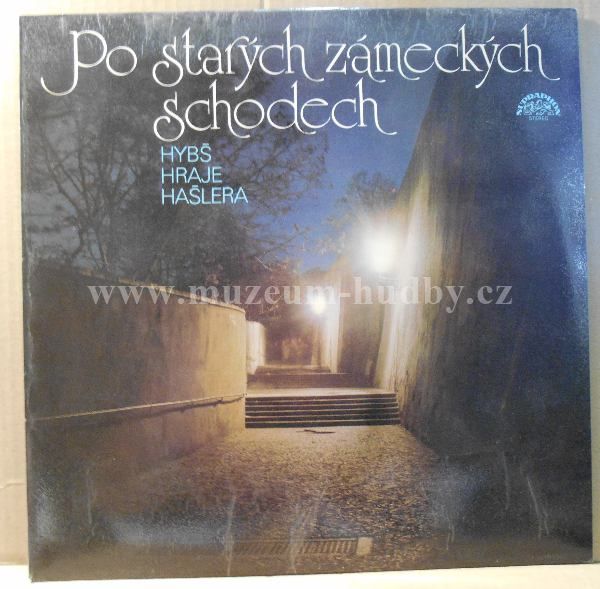 Po starých zámeckých
schodech
SUPRAPHON
STEREO
HYBŠ
HRAJE
HAŠLERA
www.muzeum-hudby.cz